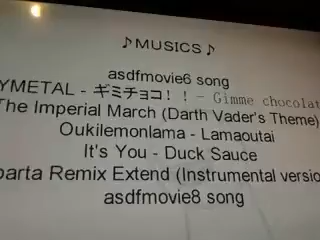 ♪MUSICS♪
asdfmovie6 song
YMETAL - ギミチョコ！！- Gimme chocolat
The Imperial March (Darth Vader's Theme)
Oukilemonlama - Lamaoutai
It's You - Duck Sauce
parta Remix Extend (Instrumental versio
asdfmovie8 song